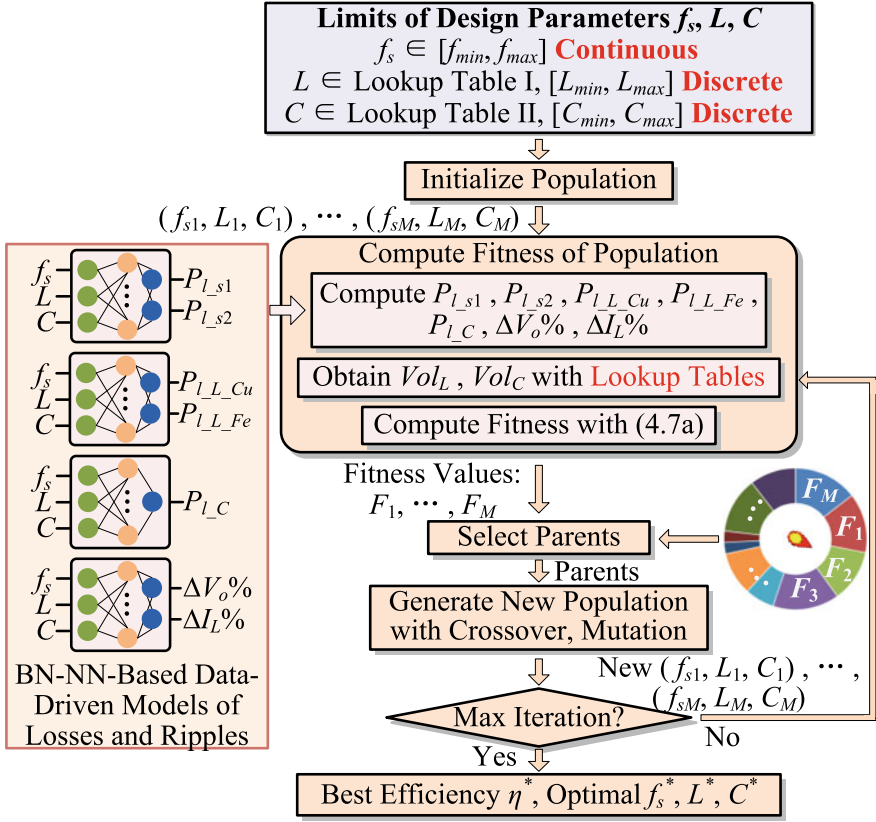 Limits of Design Parameters fs, L, C
fs ∈ [fmin, fmax] Continuous
L ∈ Lookup Table I, [Lmin, Lmax] Discrete
C ∈ Lookup Table II, [Cmin, Cmax] Discrete
Initialize Population
(fs1, L1, C1) , ··· , (fsM, LM, CM)
Compute Fitness of Population
Compute Pl_s1 , Pl_s2 , Pl_L_Cu , Pl_L_Fe ,
Pl_C , ΔVo% , ΔIL%
Obtain VolL , VolC with Lookup Tables
Compute Fitness with (4.7a)
fs
L
C
Pl_s1
Pl_s2
fs
L
C
Pl_L_Cu
Pl_L_Fe
fs
L
C
Pl_C
fs
L
C
ΔVo%
ΔIL%
BN-NN-Based Data-
Driven Models of
Losses and Ripples
Fitness Values:
F1, ··· , FM
Select Parents
FM
F1
F2
F3
Parents
Generate New Population
with Crossover, Mutation
New (fs1, L1, C1) , ··· ,
(fsM, LM, CM)
Max Iteration?
No
Yes
Best Efficiency η*, Optimal fs*, L*, C*